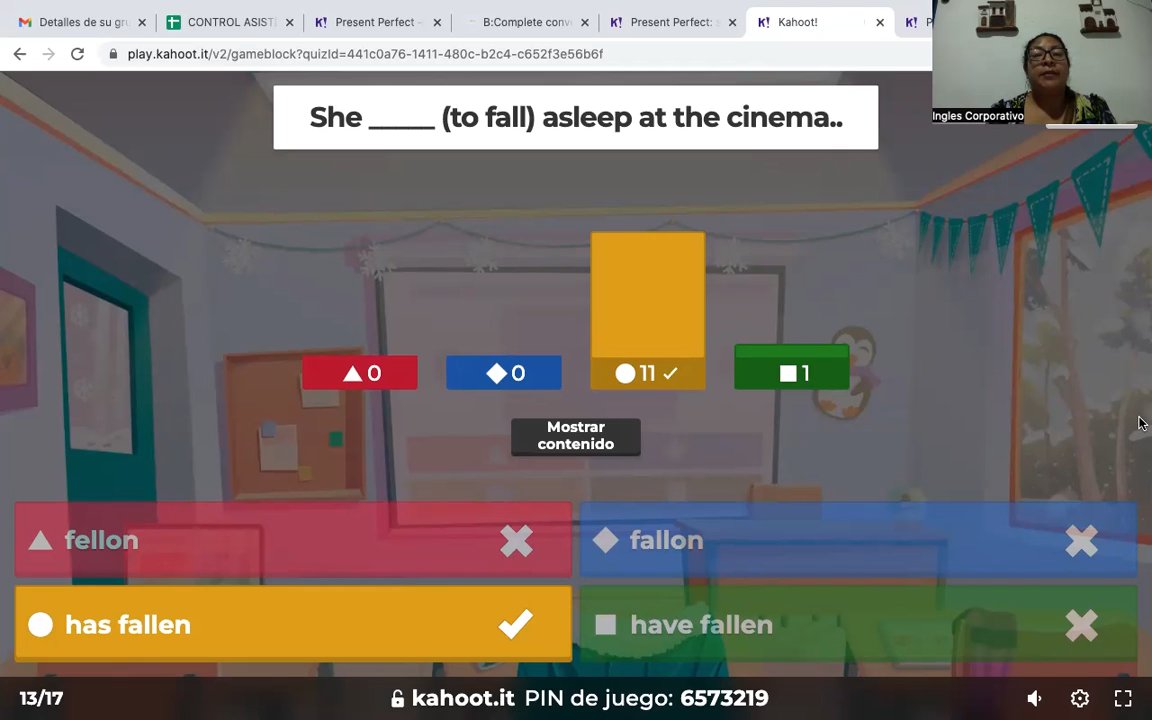 Detalles de su gr
CONTROL ASIST
Present Perfect -
B:Complete conv
Present Perfect:
Kahoot!
P
play.kahoot.it/v2/gameblock?quizId=441c0a76-1411-480c-b2c4-c652f3e56b6f
Ingles Corporativo
She _____ (to fall) asleep at the cinema..
0
0
11
1
Mostrar
contenido
fellon
fallon
has fallen
have fallen
13/17
kahoot.it PIN de juego: 6573219